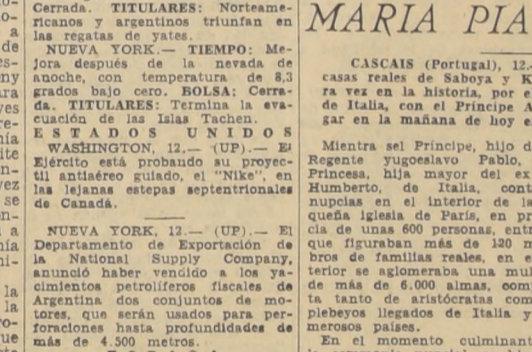 Cerrada. TITULARES: Norteame-
ricanos y argentinos triunfan en
las regatas de yates.
NUEVA YORK.— TIEMPO: Me-
jora después de la nevada de
anoche, con temperatura de 8,3
grados bajo cero. BOLSA: Cerra-
da. TITULARES: Termina la eva-
cuación de las Islas Tachen.
ESTADOS UNIDOS
WASHINGTON, 12.— (UP).— El
Ejército está probando su proyec-
til antiaéreo guiado, el "Nike", en
las lejanas estepas septentrionales
de Canadá.
NUEVA YORK, 12.— (UP).— El
Departamento de Exportación de
la National Supply Company,
anunció haber vendido a los ya-
cimientos petrolíferos fiscales de
Argentina dos conjuntos de mo-
tores, que serán usados para per-
foraciones hasta profundidades de
más de 4.500 metros.
MARIA PIA
CASCAIS (Portugal), 12.-
casas reales de Saboya y K
ra vez en la historia, por e
de Italia, con el Príncipe A
gar en la mañana de hoy e
Mientra sel Príncipe, hijo d
Regente yugoeslavo Pablo,
Princesa, hija mayor del ex
Humberto, de Italia, cont
nupcias en el interior de la
queña iglesia de París, en p
cia de unas 600 personas, entr
que figuraban más de 120 m
bros de familias reales, en e
terior se aglomeraba una mu
de más de 6.000 almas, com
ta tanto de aristócratas com
plebeyos llegados de Italia y
merosos países.
En el momento culminan